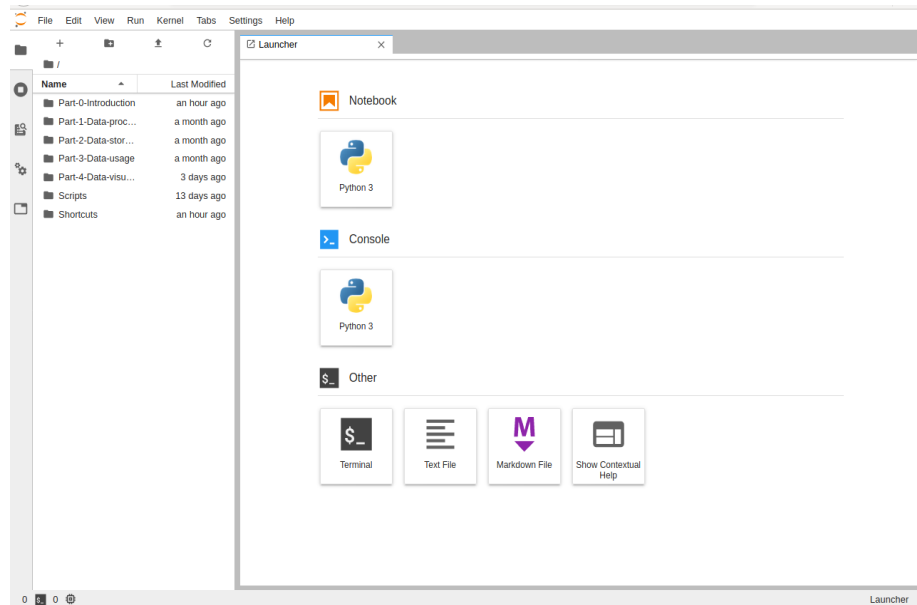 File Edit View Run Kernel Tabs Settings Help
Launcher
/
Name Last Modified
Part-0-Introduction an hour ago
Part-1-Data-proc... a month ago
Part-2-Data-stor... a month ago
Part-3-Data-usage a month ago
Part-4-Data-visu... 3 days ago
Scripts 13 days ago
Shortcuts an hour ago
Notebook
Python 3
Console
Python 3
$_ Other
$_
Terminal
Text File
M
Markdown File
Show Contextual
Help
0 $_ 0
Launcher